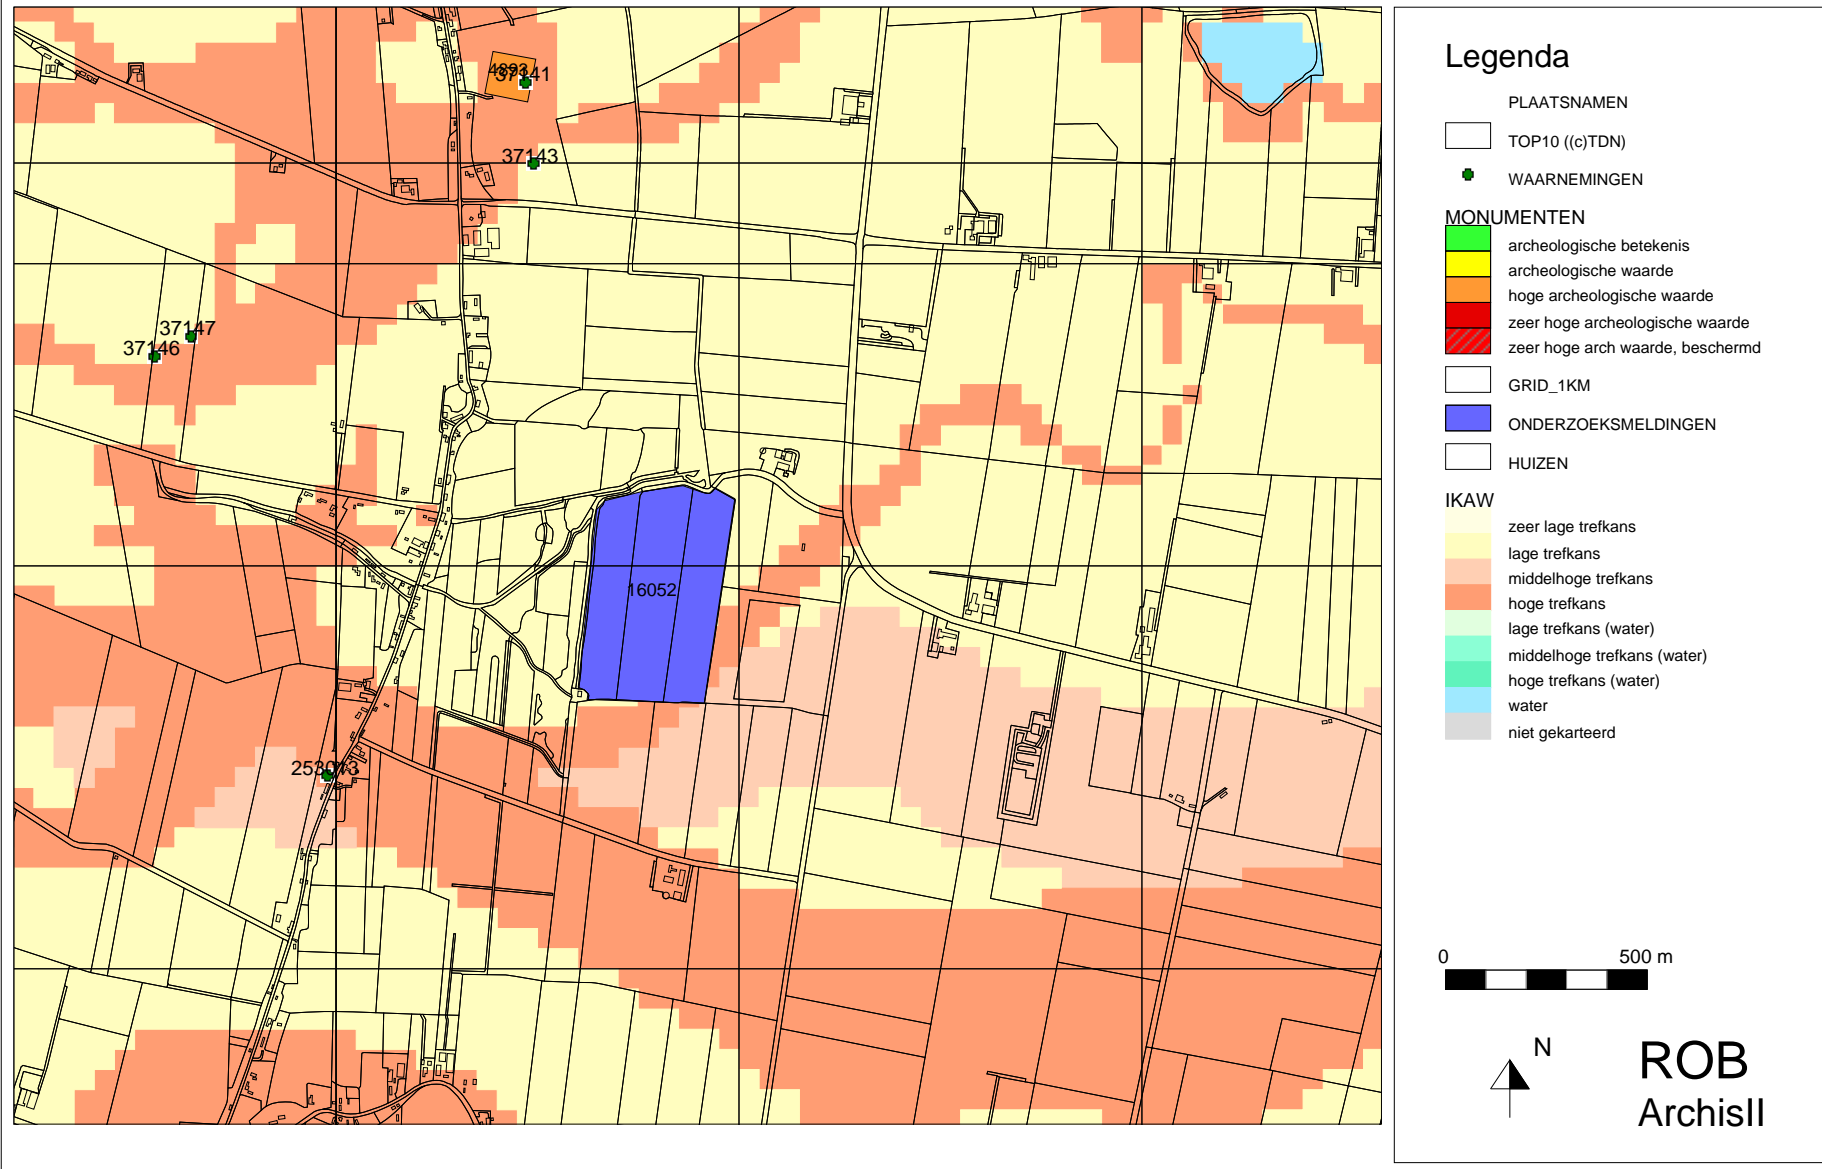 37141
37143
37147
37146
16052
Legenda
PLAATSNAMEN
TOP10 ((c)TDN)
WAARNEMINGEN
MONUMENTEN
archeologische betekenis
archeologische waarde
hoge archeologische waarde
zeer hoge archeologische waarde
zeer hoge arch waarde, beschermd
GRID_1KM
ONDERZOEKSMELDINGEN
HUIZEN
IKAW
zeer lage trefkans
lage trefkans
middelhoge trefkans
hoge trefkans
lage trefkans (water)
middelhoge trefkans (water)
hoge trefkans (water)
water
niet gekarteerd
0 500 m
N
ROB
ArchisII